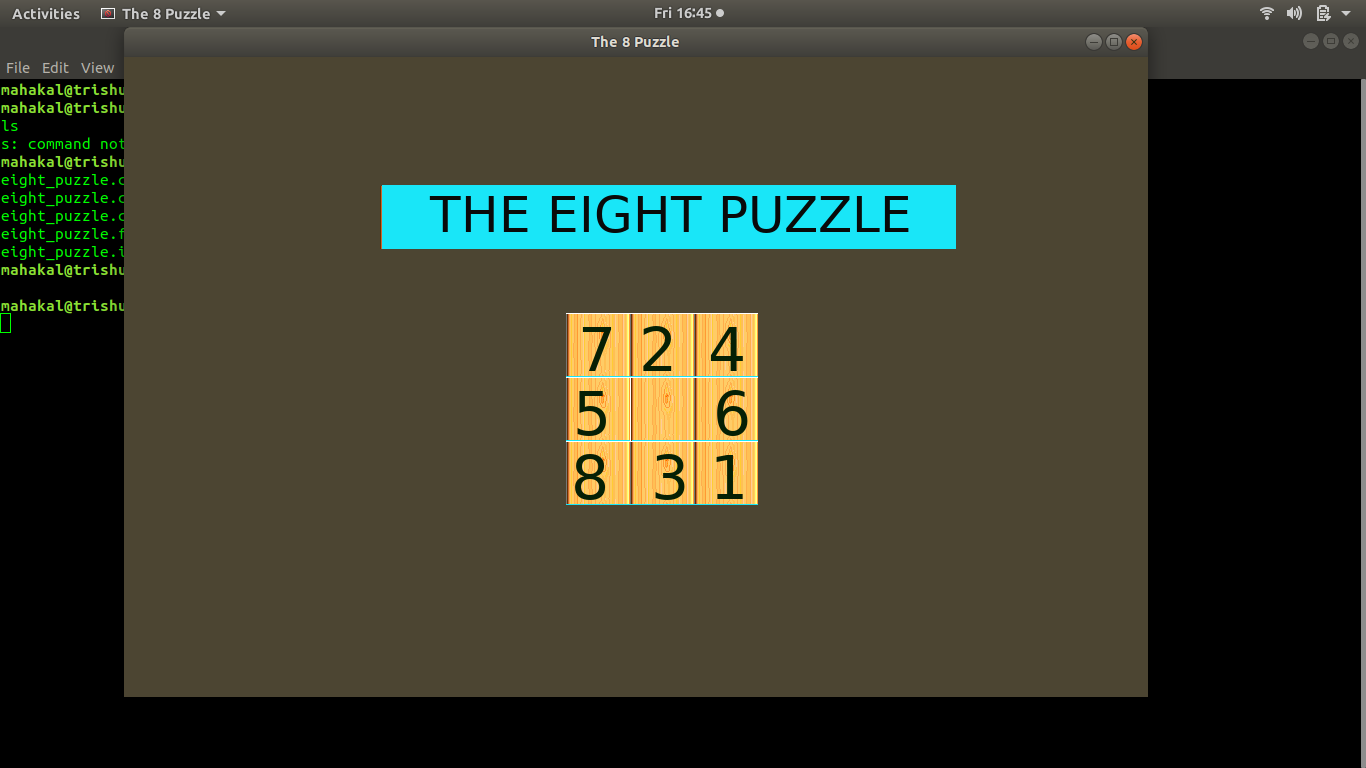 Activities The 8 Puzzle Fri 16:45
The 8 Puzzle
File Edit View
mahakal@trishu
mahakal@trishu
ls
s: command not
mahakal@trishu
eight_puzzle.c
eight_puzzle.c
eight_puzzle.c
eight_puzzle.f
eight_puzzle.i
mahakal@trishu
mahakal@trishu
THE EIGHT PUZZLE
7 2 4
5 6
8 3 1